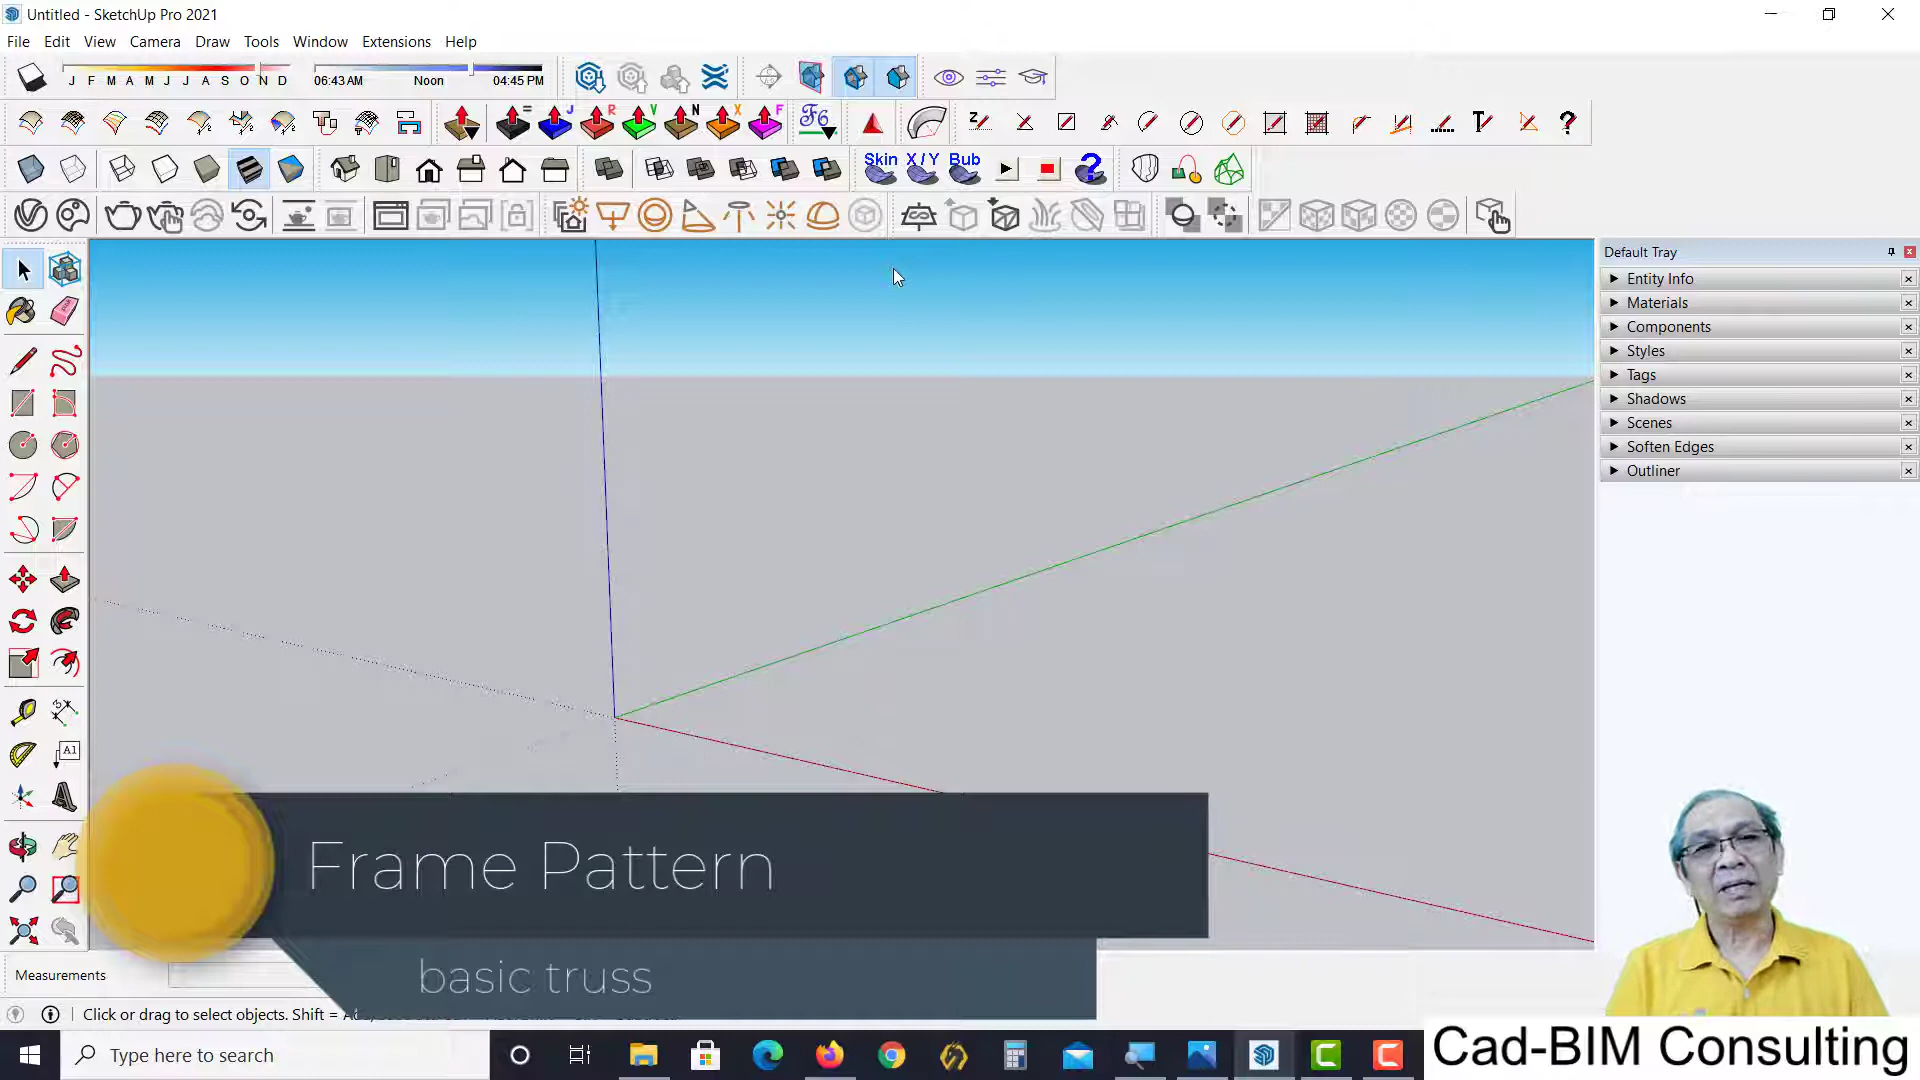 Untitled - SketchUp Pro 2021
File Edit View Camera Draw Tools Window Extensions Help
J F M A M J J A S O N D 06:43 AM Noon 04:45 PM
= J R V N X F F6
Skin X/Y Bub
Default Tray
Entity Info
Materials
Components
Styles
Tags
Shadows
Scenes
Soften Edges
Outliner
A1
Frame Pattern
basic truss
Measurements
Click or drag to select objects. Shift =
Type here to search
Cad-BIM Consulting